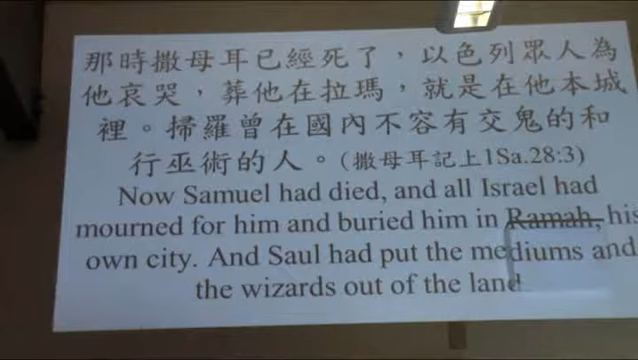 那時撒母耳已經死了，以色列眾人為
他哀哭，葬他在拉瑪，就是在他本城
裡。掃羅曾在國內不容有交鬼的和
行巫術的人。（撒母耳記上1Sa.28:3）
Now Samuel had died, and all Israel had
mourned for him and buried him in Ramah, his
own city. And Saul had put the mediums and
the wizards out of the land